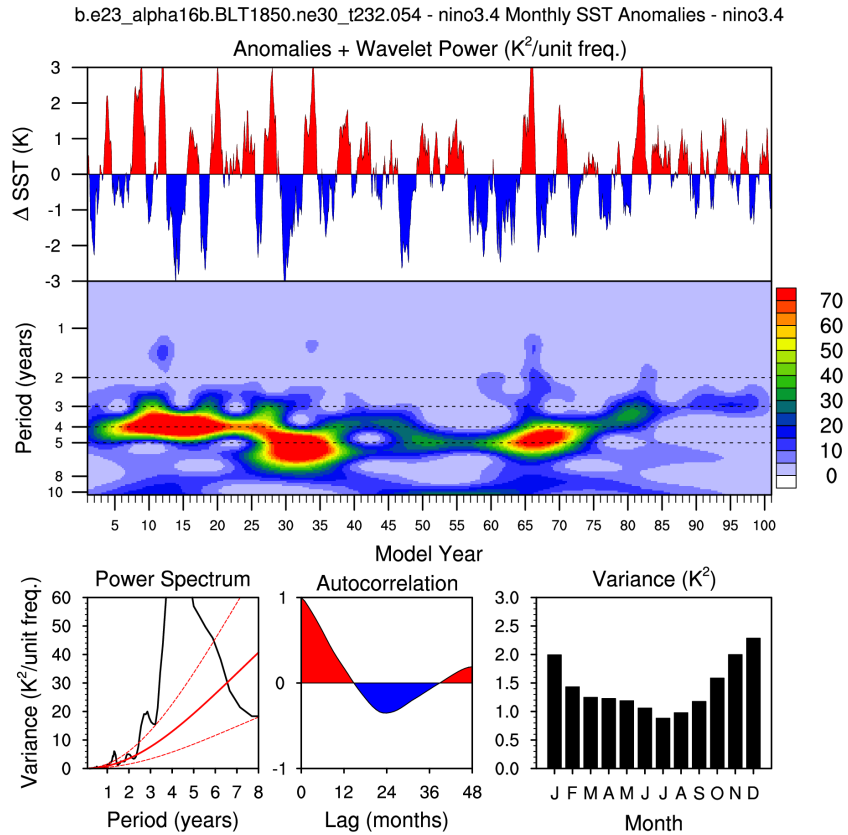 b.e23_alpha16b.BLT1850.ne30_t232.054 - nino3.4 Monthly SST Anomalies - nino3.4
Anomalies + Wavelet Power (K²/unit freq.)
Δ SST (K)
3
2
1
0
-1
-2
-3
Period (years)
1
2
3
4
5
8
10
70
60
50
40
30
20
10
0
5 10 15 20 25 30 35 40 45 50 55 60 65 70 75 80 85 90 95 100
Model Year
Power Spectrum
Variance (K²/unit freq.)
60
50
40
30
20
10
0
1 2 3 4 5 6 7 8
Period (years)
Autocorrelation
1
0
-1
0 12 24 36 48
Lag (months)
Variance (K²)
3.0
2.5
2.0
1.5
1.0
0.5
0.0
J F M A M J J A S O N D
Month